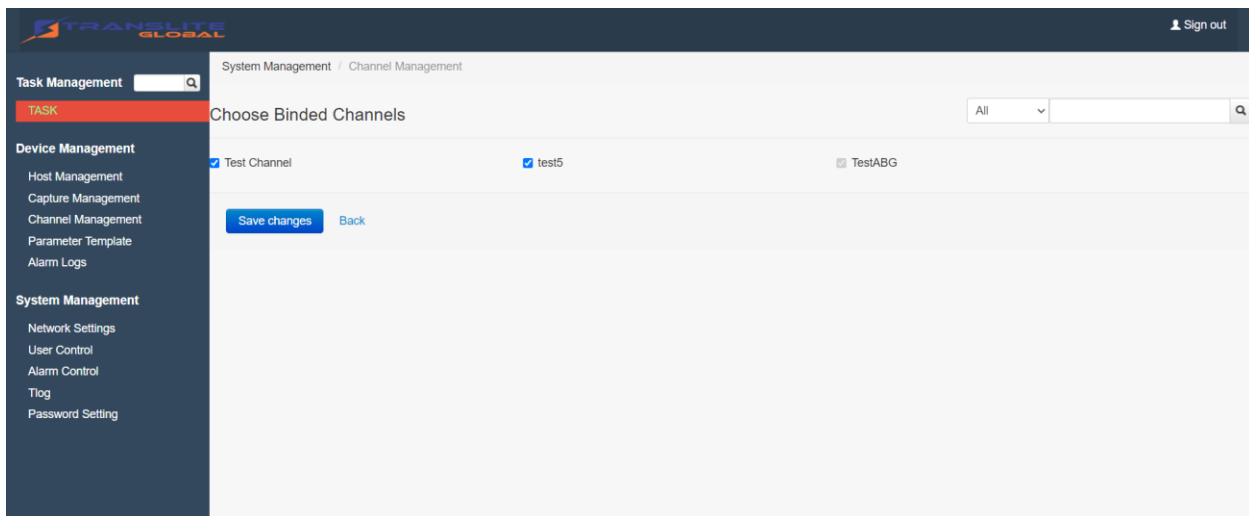 TRANSLITE
GLOBAL
Sign out
Task Management
TASK
Device Management
Host Management
Capture Management
Channel Management
Parameter Template
Alarm Logs
System Management
Network Settings
User Control
Alarm Control
Tlog
Password Setting
System Management / Channel Management
Choose Binded Channels
All
Test Channel test5 TestABG
Save changes Back